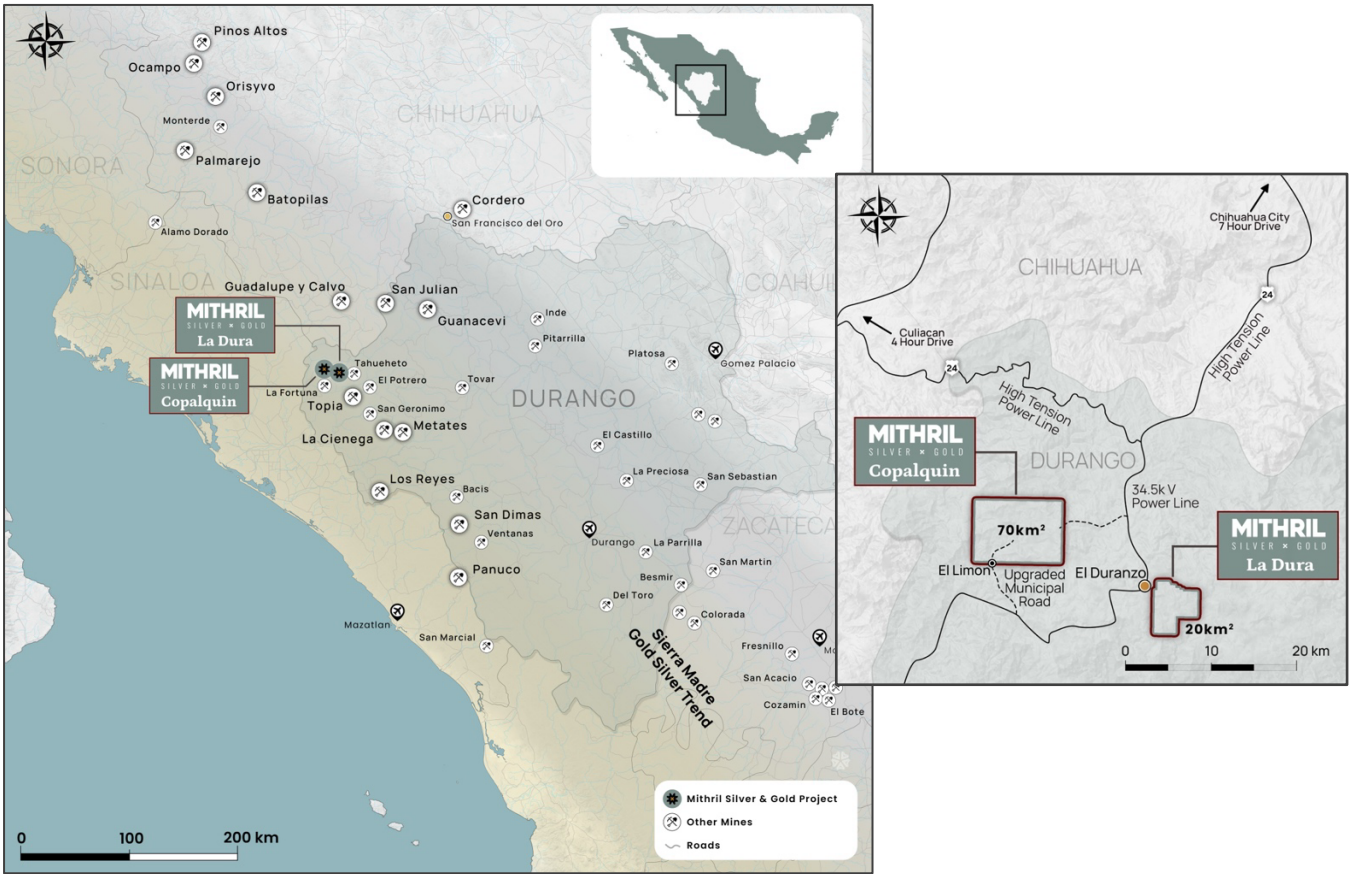 Pinos Altos
Ocampo
Orisyvo
Monterde
Palmarejo
Batopilas
Alamo Dorado
SONORA
CHIHUAHUA
SINALOA
COAHUI
Cordero
San Francisco del Oro
Guadalupe y Calvo
San Julian
Guanacevi
MITHRIL
SILVER GOLD
La Dura
MITHRIL
SILVER GOLD
Copalquin
Inde
Pitarrilla
Platosa
Gomez Palacio
Tahueheto
El Potrero
La Fortuna
Tovar
Topia
San Geronimo
DURANGO
La Cienega
Metates
El Castillo
Los Reyes
Bacis
La Preciosa
San Sebastian
San Dimas
Ventanas
Durango
La Parrilla
ZACATECA
San Martin
Panuco
Besmir
Del Toro
Colorada
Mazatlan
San Marcial
Sierra Madre
Gold Silver Trend
Fresnillo
San Acacio
Cozamin
El Bote
0 100 200 km
Mithril Silver & Gold Project
Other Mines
Roads
Chihuahua City
7 Hour Drive
CHIHUAHUA
24
Culiacan
4 Hour Drive
24
High Tension
Power Line
High Tension
Power Line
MITHRIL
SILVER GOLD
Copalquin
DURANGO
34.5k V
Power Line
70km²
MITHRIL
SILVER GOLD
La Dura
El Limon
Upgraded
Municipal
Road
El Duranzo
20km²
0 10 20 km